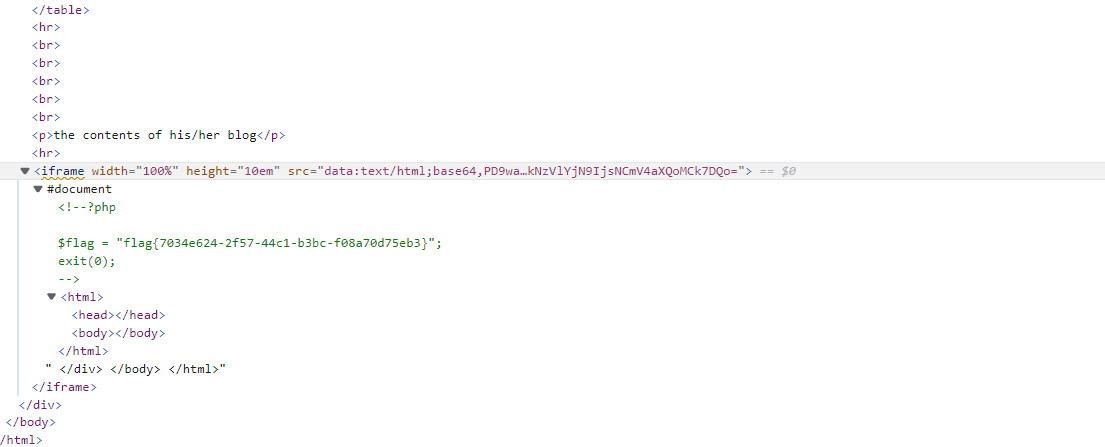 </table>
<hr>
<br>
<br>
<br>
<br>
<br>
<p>the contents of his/her blog</p>
<hr>
▼<iframe width="100%" height="10em" src="data:text/html;base64,PD9wa…kNzVlYjN9IjsNCmV4aXQoMCk7DQo="> == $0
▼#document
<!--?php
$flag = "flag{7034e624-2f57-44c1-b3bc-f08a70d75eb3}";
exit(0);
-->
▼<html>
<head></head>
<body></body>
</html>
" </div> </body> </html>"
</iframe>
</div>
</body>
/html>